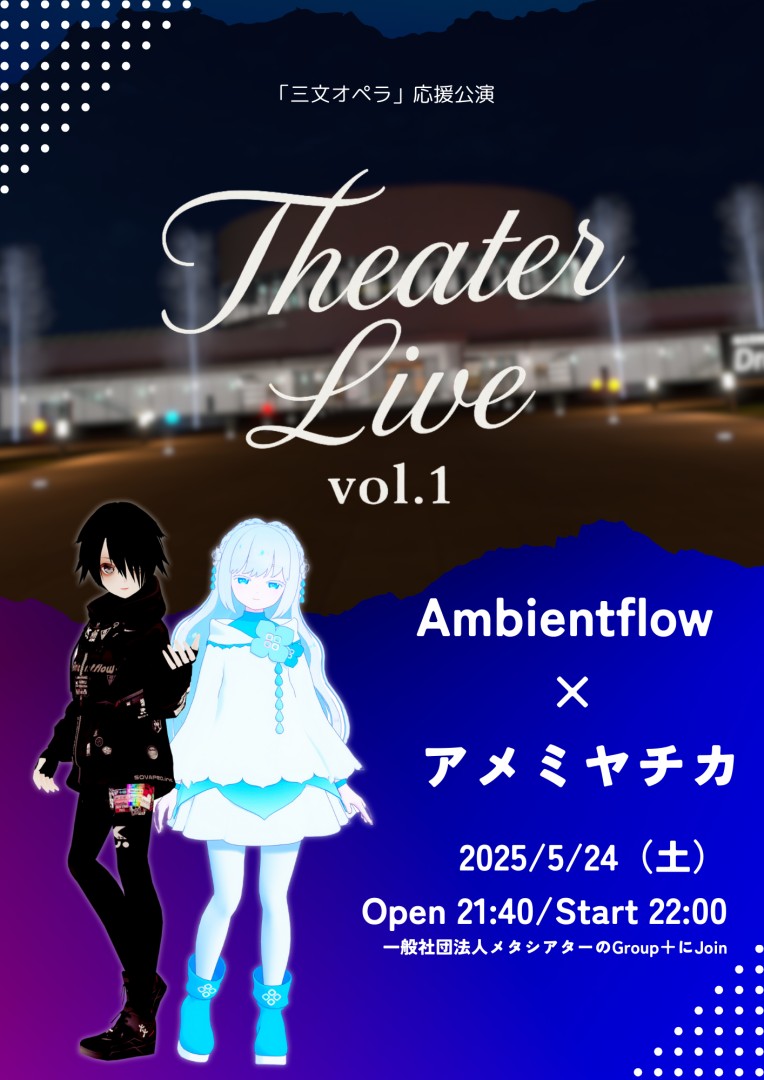 「三文オペラ」応援公演
Theater
Live
vol.1
Dr
Ambientflow
×
アメミヤチカ
2025/5/24（土）
Open 21:40/Start 22:00
一般社団法人メタシアターのGroup＋にJoin